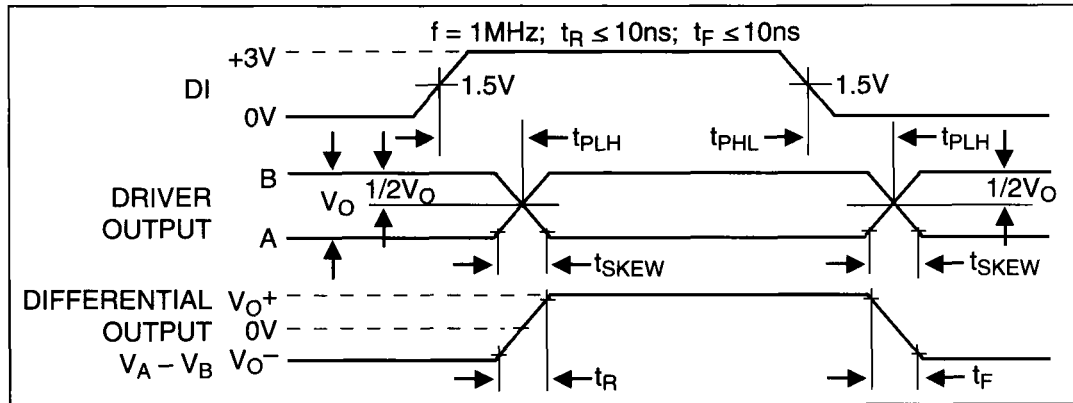 f = 1MHz; tR ≤ 10ns; tF ≤ 10ns
+3V
DI
1.5V
1.5V
0V
tPLH
tPHL
tPLH
B
DRIVER
OUTPUT
VO
1/2VO
1/2VO
A
tSKEW
tSKEW
DIFFERENTIAL
OUTPUT
VA – VB
VO+
0V
VO–
tR
tF